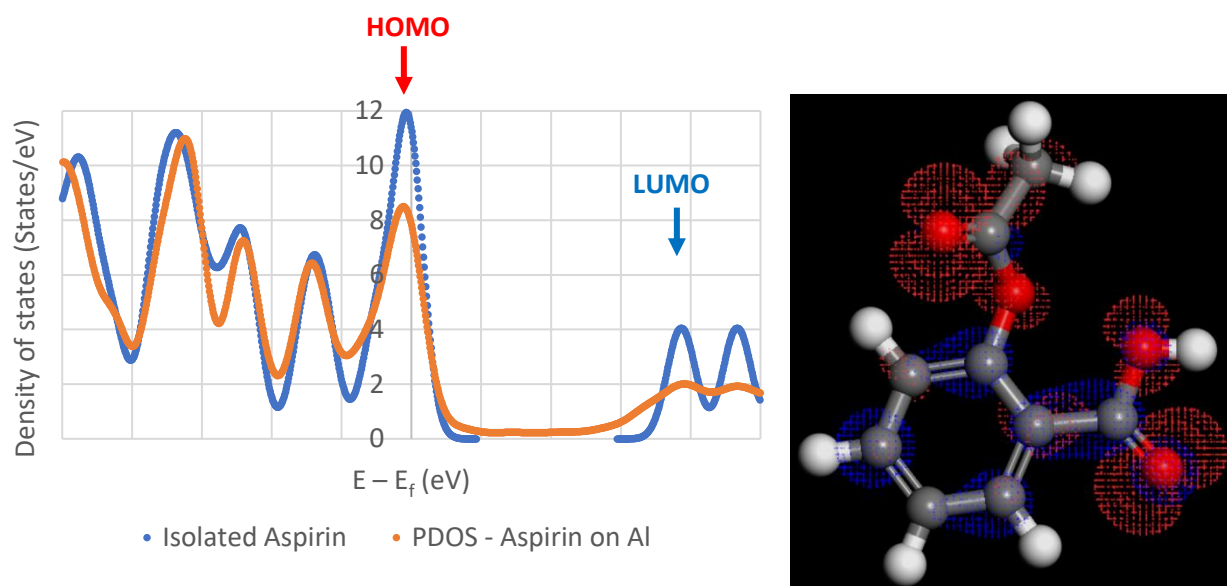 HOMO
LUMO
Density of states (States/eV)
12
10
8
6
4
2
0
E – E_f (eV)
Isolated Aspirin
PDOS - Aspirin on Al